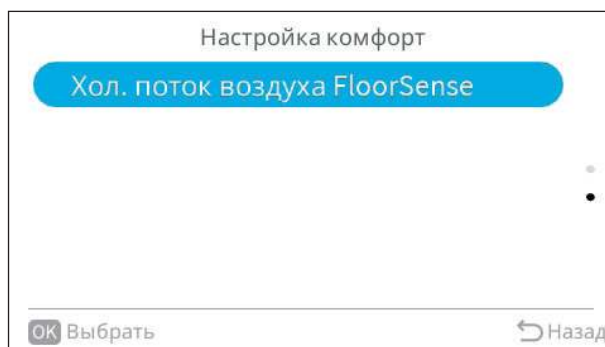 Настройка комфорт
Хол. поток воздуха FloorSense
OK Выбрать
Назад